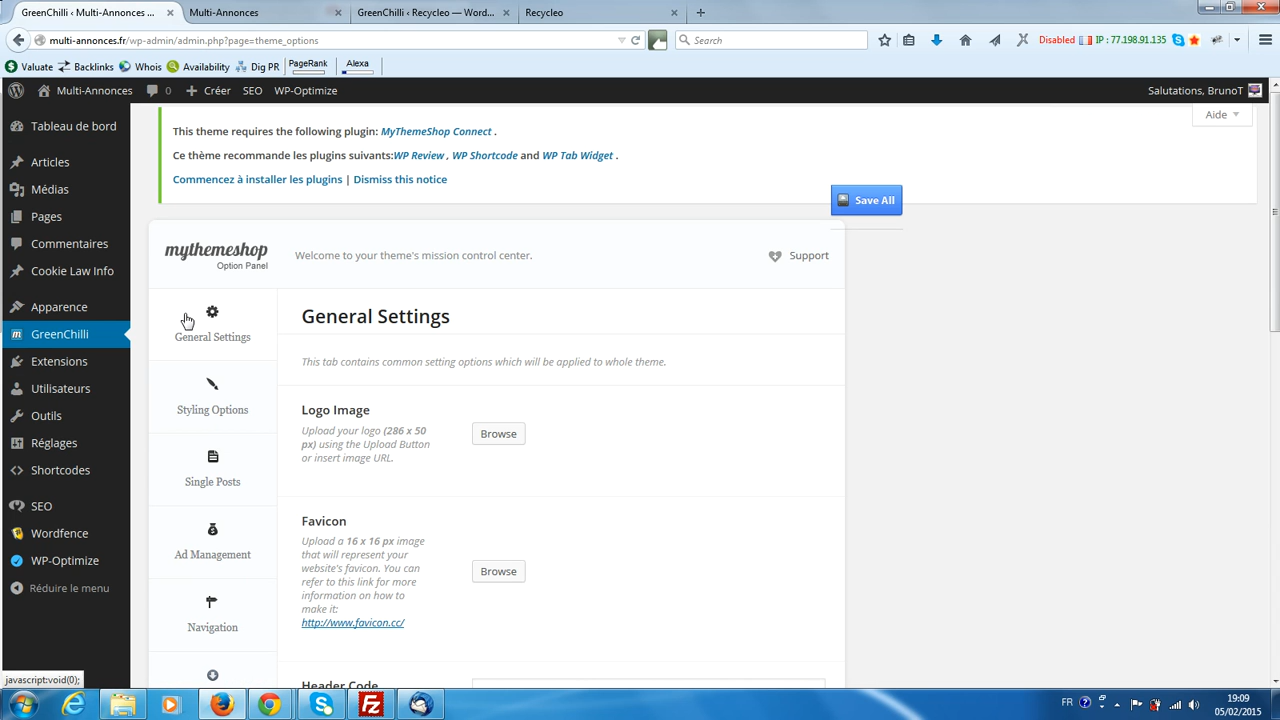 GreenChilli ‹ Multi-Annonces ...
Multi-Annonces
GreenChilli ‹ Recycleo — Word...
Recycleo
multi-annonces.fr/wp-admin/admin.php?page=theme_options
Search
Disabled
IP : 77.198.91.135
Valuate
Backlinks
Whois
Availability
Dig PR
PageRank
Alexa
Multi-Annonces
0
Créer
SEO
WP-Optimize
Salutations, BrunoT
Tableau de bord
Articles
Médias
Pages
Commentaires
Cookie Law Info
Apparence
GreenChilli
Extensions
Utilisateurs
Outils
Réglages
Shortcodes
SEO
Wordfence
WP-Optimize
Réduire le menu
Aide
This theme requires the following plugin: MyThemeShop Connect .
Ce thème recommande les plugins suivants:WP Review , WP Shortcode and WP Tab Widget .
Commencez à installer les plugins | Dismiss this notice
Save All
mythemeshop
Option Panel
Welcome to your theme's mission control center.
Support
General Settings
Styling Options
Single Posts
Ad Management
Navigation
General Settings
This tab contains common setting options which will be applied to whole theme.
Logo Image
Upload your logo (286 x 50
px) using the Upload Button
or insert image URL.
Browse
Favicon
Upload a 16 x 16 px image
that will represent your
website's favicon. You can
refer to this link for more
information on how to
make it:
http://www.favicon.cc/
Browse
Header Code
javascript:void(0);
FR
19:09
05/02/2015